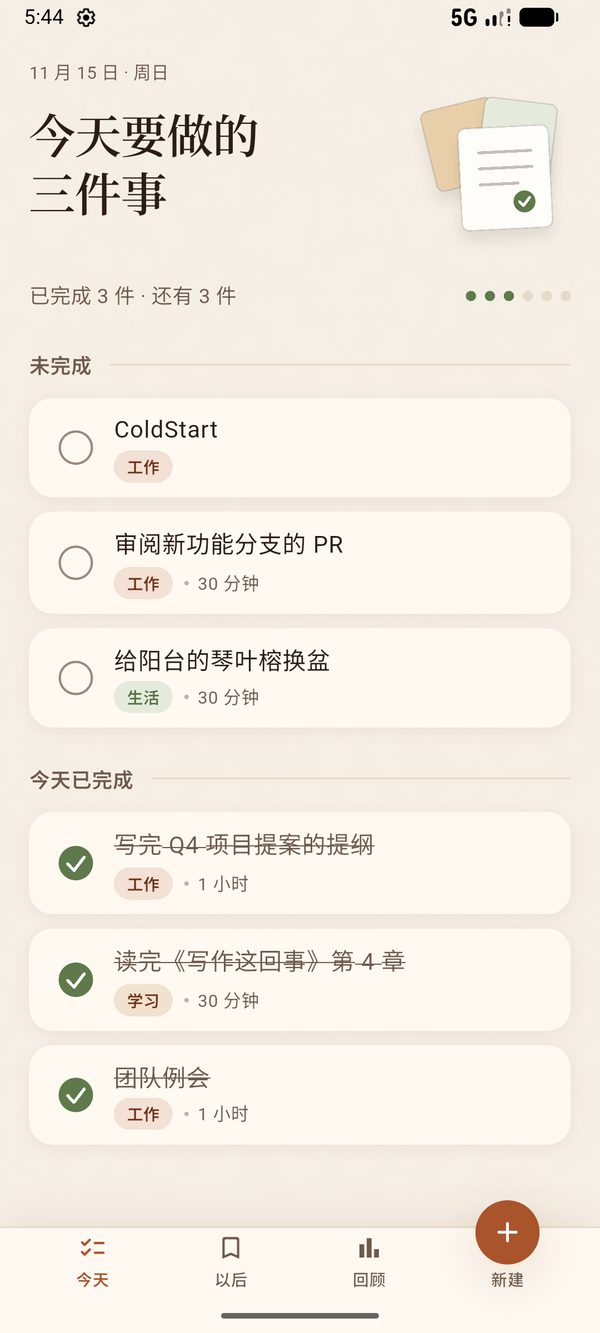 5:44
5G
11 月 15 日 · 周日
今天要做的
三件事
已完成 3 件 · 还有 3 件
未完成
ColdStart
工作
审阅新功能分支的 PR
工作 • 30 分钟
给阳台的琴叶榕换盆
生活 • 30 分钟
今天已完成
写完 Q4 项目提案的提纲
工作 • 1 小时
读完《写作这回事》第 4 章
学习 • 30 分钟
团队例会
工作 • 1 小时
今天
以后
回顾
新建